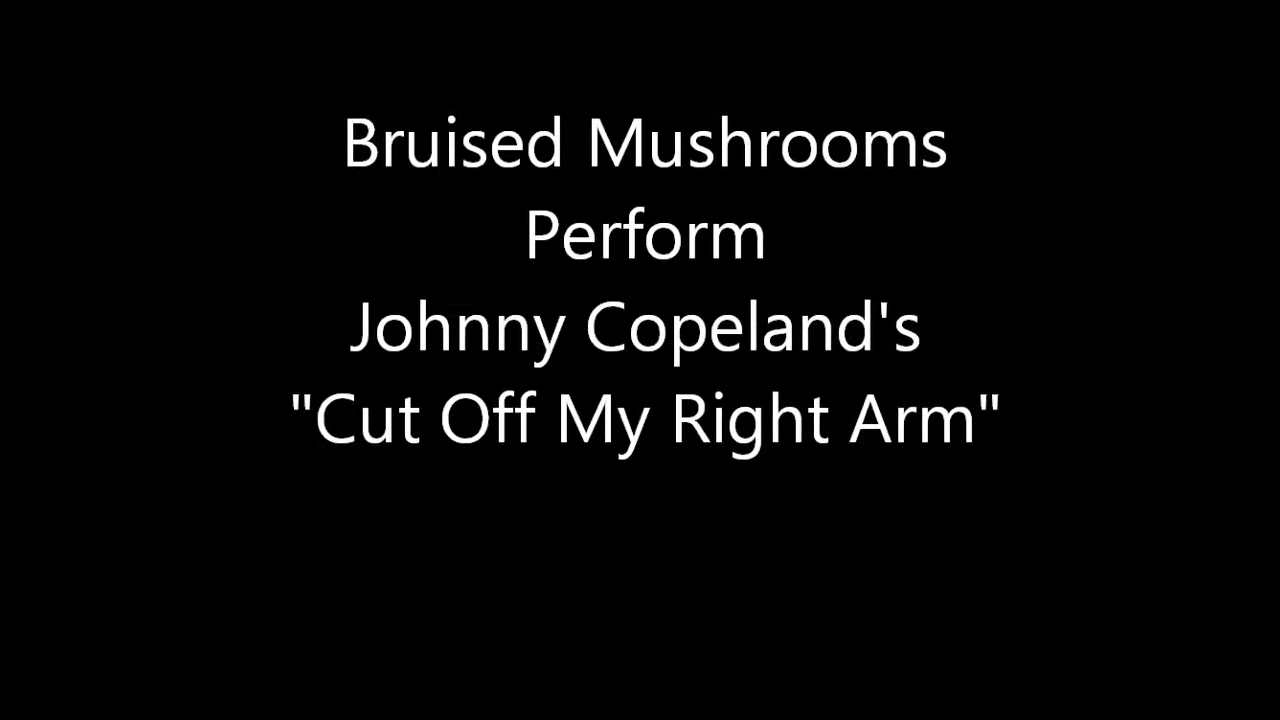 Bruised Mushrooms
Perform
Johnny Copeland's
"Cut Off My Right Arm"